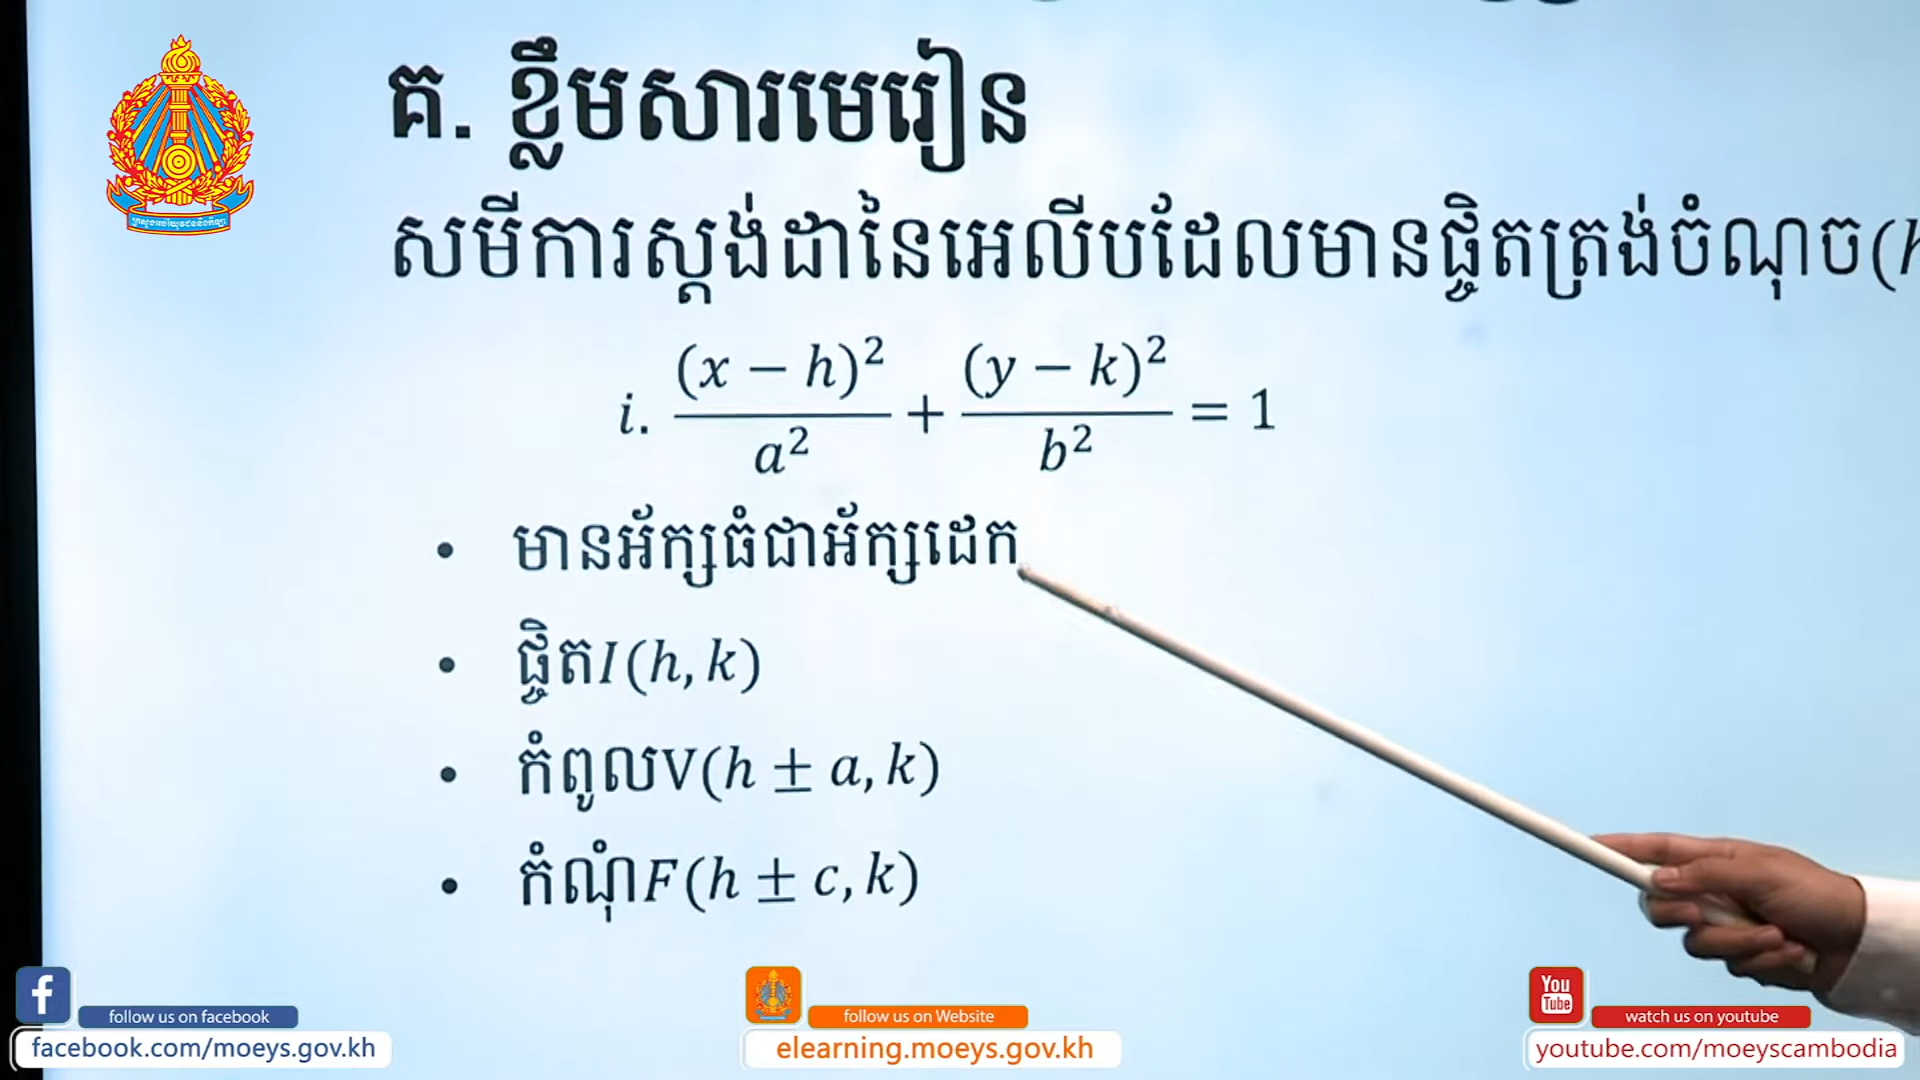 គ. ខ្លឹមសារមេរៀន
សមីការស្តង់ដានៃអេលីបដែលមានផ្ចិតត្រង់ចំណុច(h
i. (x − h)²/a² + (y − k)²/b² = 1
• មានអ័ក្សធំជាអ័ក្សដេក
• ផ្ចិតI(h, k)
• កំពូលV(h ± a, k)
• កំណុំF(h ± c, k)
follow us on facebook
facebook.com/moeys.gov.kh
follow us on Website
elearning.moeys.gov.kh
You
Tube
watch us on youtube
youtube.com/moeyscambodia